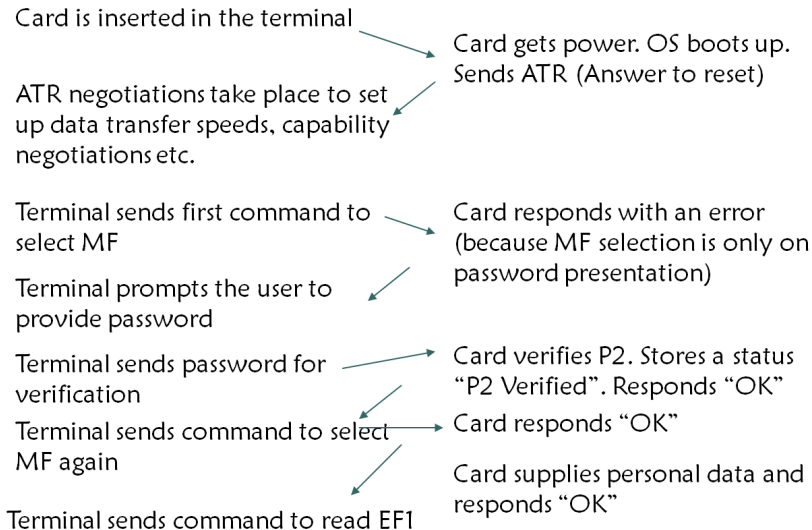 Card is inserted in the terminal
Card gets power. OS boots up.
Sends ATR (Answer to reset)
ATR negotiations take place to set
up data transfer speeds, capability
negotiations etc.
Terminal sends first command to
select MF
Card responds with an error
(because MF selection is only on
password presentation)
Terminal prompts the user to
provide password
Terminal sends password for
verification
Card verifies P2. Stores a status
“P2 Verified”. Responds “OK”
Terminal sends command to select
MF again
Card responds “OK”
Terminal sends command to read EF1
Card supplies personal data and
responds “OK”